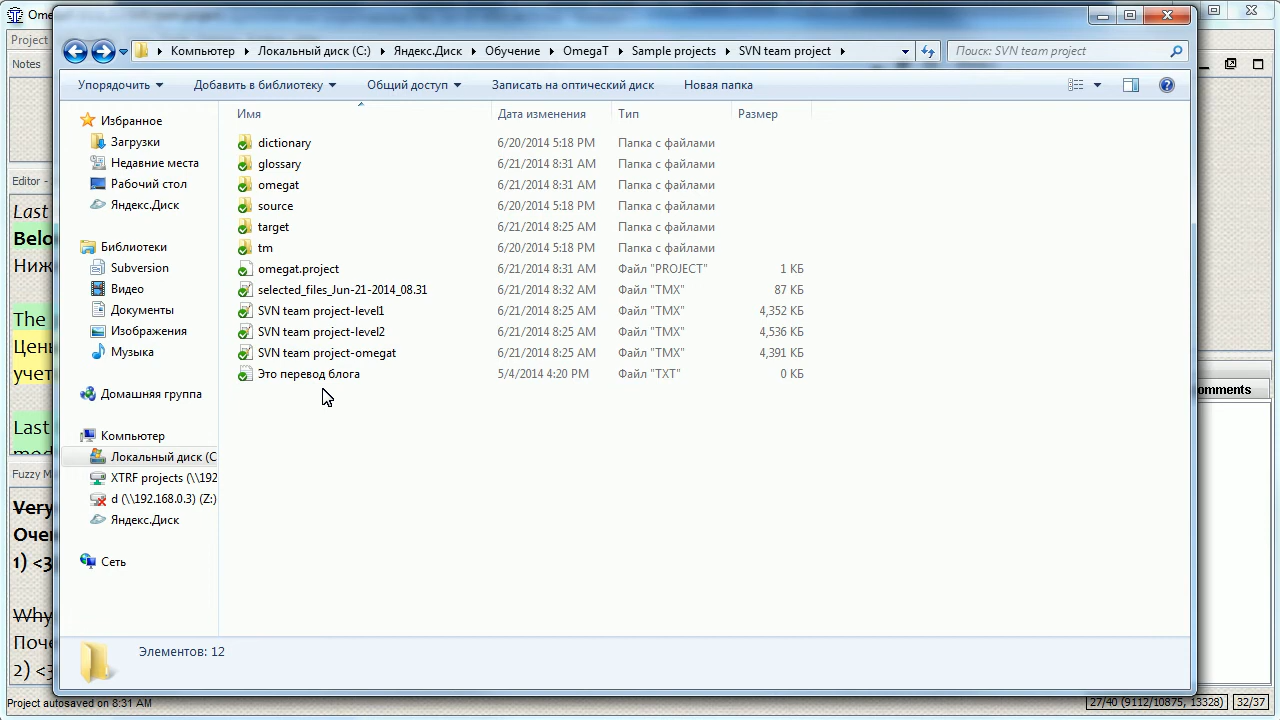 Ome
Project
Notes
Компьютер
Локальный диск (C:)
Яндекс.Диск
Обучение
OmegaT
Sample projects
SVN team project
Поиск: SVN team project
Упорядочить
Добавить в библиотеку
Общий доступ
Записать на оптический диск
Новая папка
Избранное
Загрузки
Недавние места
Рабочий стол
Яндекс.Диск
Библиотеки
Subversion
Видео
Документы
Изображения
Музыка
Домашняя группа
Компьютер
Локальный диск (C
XTRF projects (\\192
d (\\192.168.0.3) (Z:)
Яндекс.Диск
Сеть
Имя Дата изменения Тип Размер
dictionary 6/20/2014 5:18 PM Папка с файлами
glossary 6/21/2014 8:31 AM Папка с файлами
omegat 6/21/2014 8:31 AM Папка с файлами
source 6/20/2014 5:18 PM Папка с файлами
target 6/21/2014 8:25 AM Папка с файлами
tm 6/20/2014 5:18 PM Папка с файлами
omegat.project 6/21/2014 8:31 AM Файл "PROJECT" 1 КБ
selected_files_Jun-21-2014_08.31 6/21/2014 8:32 AM Файл "TMX" 87 КБ
SVN team project-level1 6/21/2014 8:25 AM Файл "TMX" 4,352 КБ
SVN team project-level2 6/21/2014 8:25 AM Файл "TMX" 4,536 КБ
SVN team project-omegat 6/21/2014 8:25 AM Файл "TMX" 4,391 КБ
Это перевод блога 5/4/2014 4:20 PM Файл "TXT" 0 КБ
Элементов: 12
Editor -
Last
Belo
Ниж
The
Цень
учет
Last
Fuzzy M
Very
Очен
1) <3
Why
Поче
2) <3
omments
Project autosaved on 8:31 AM
27/40 (9112/10875, 13328)
32/37